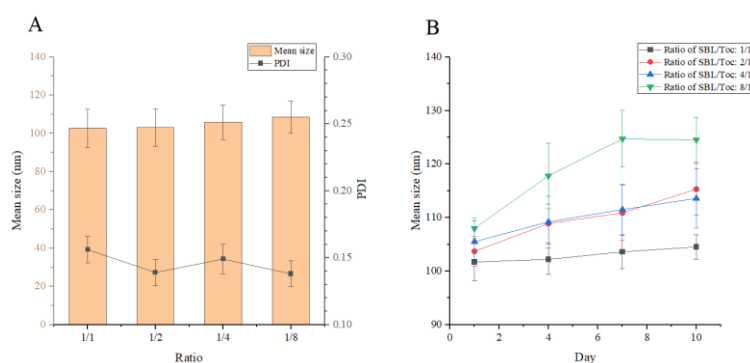 A
Mean size
PDI
140
120
100
80
60
40
20
0
Mean size (nm)
0.30
0.25
0.20
0.15
0.10
PDI
1/1
1/2
1/4
1/8
Ratio
B
Ratio of SBL/Toc: 1/1
Ratio of SBL/Toc: 2/1
Ratio of SBL/Toc: 4/1
Ratio of SBL/Toc: 8/1
140
130
120
110
100
90
Mean size (nm)
0
2
4
6
8
10
Day